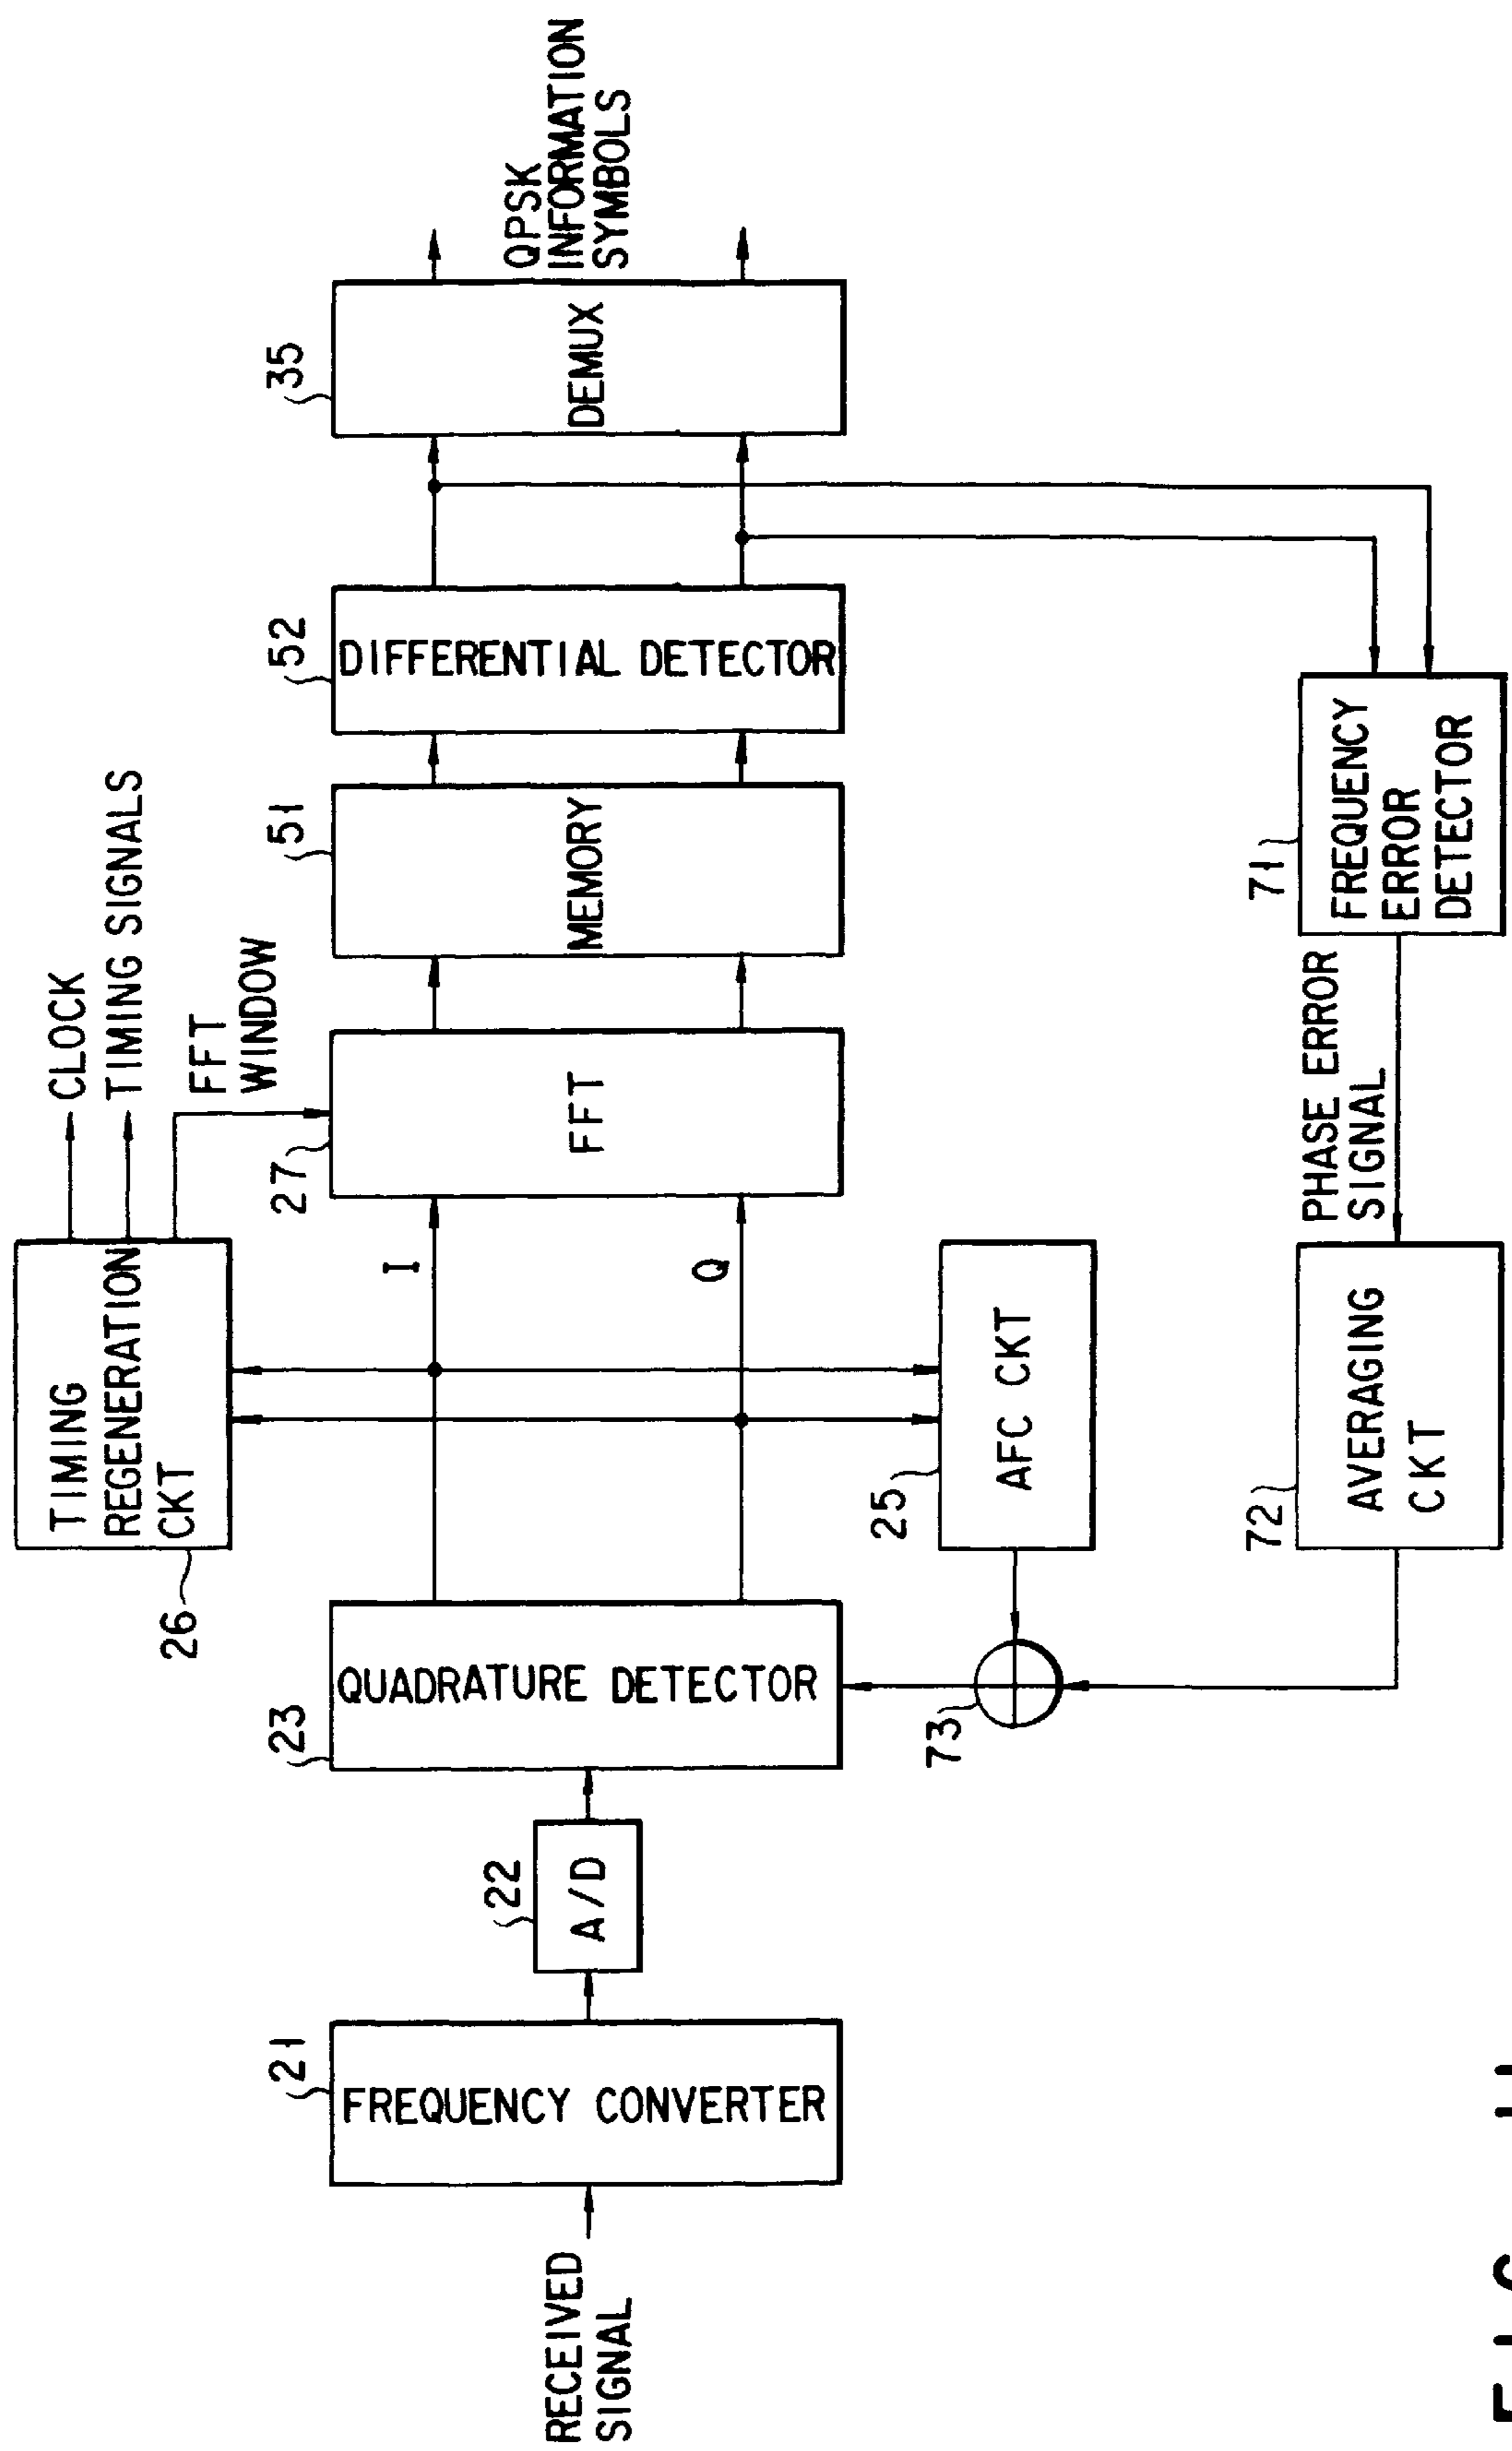 RECEIVED
SIGNAL
21
FREQUENCY CONVERTER
22
A/D
23
QUADRATURE DETECTOR
26
TIMING
REGENERATION
CKT
CLOCK
TIMING SIGNALS
FFT
WINDOW
I
Q
27
FFT
51
MEMORY
52
DIFFERENTIAL DETECTOR
35
DEMUX
QPSK
INFORMATION
SYMBOLS
73
25
AFC CKT
72
AVERAGING
CKT
PHASE ERROR
SIGNAL
71
FREQUENCY
ERROR
DETECTOR